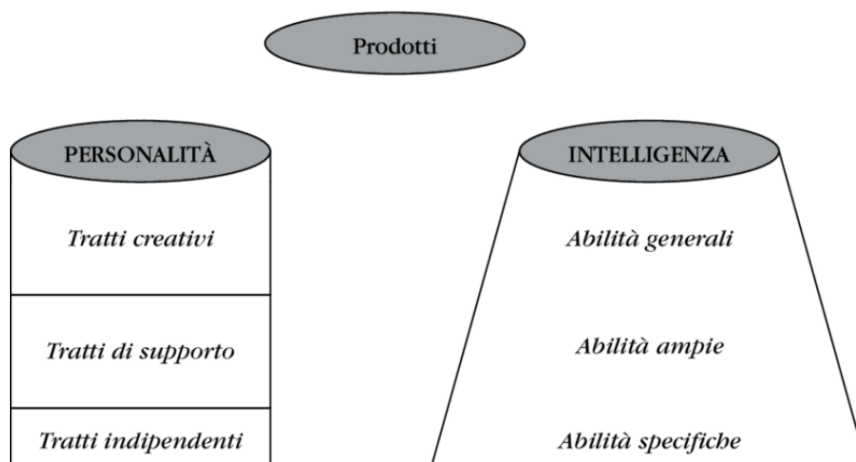 Prodotti
PERSONALITÀ
INTELLIGENZA
Tratti creativi
Abilità generali
Tratti di supporto
Abilità ampie
Tratti indipendenti
Abilità specifiche